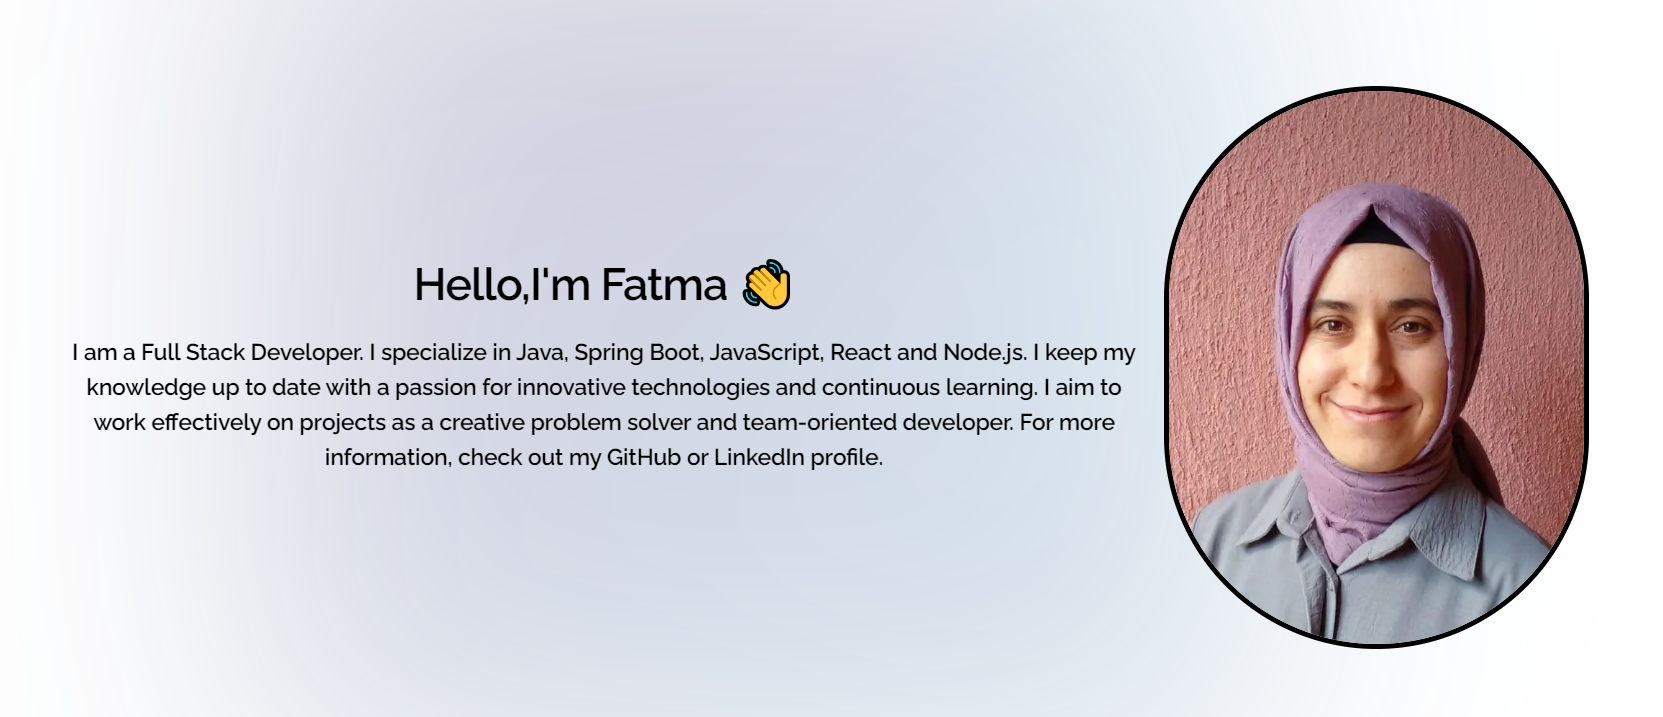 Hello,I'm Fatma 👋
I am a Full Stack Developer. I specialize in Java, Spring Boot, JavaScript, React and Node.js. I keep my
knowledge up to date with a passion for innovative technologies and continuous learning. I aim to
work effectively on projects as a creative problem solver and team-oriented developer. For more
information, check out my GitHub or LinkedIn profile.